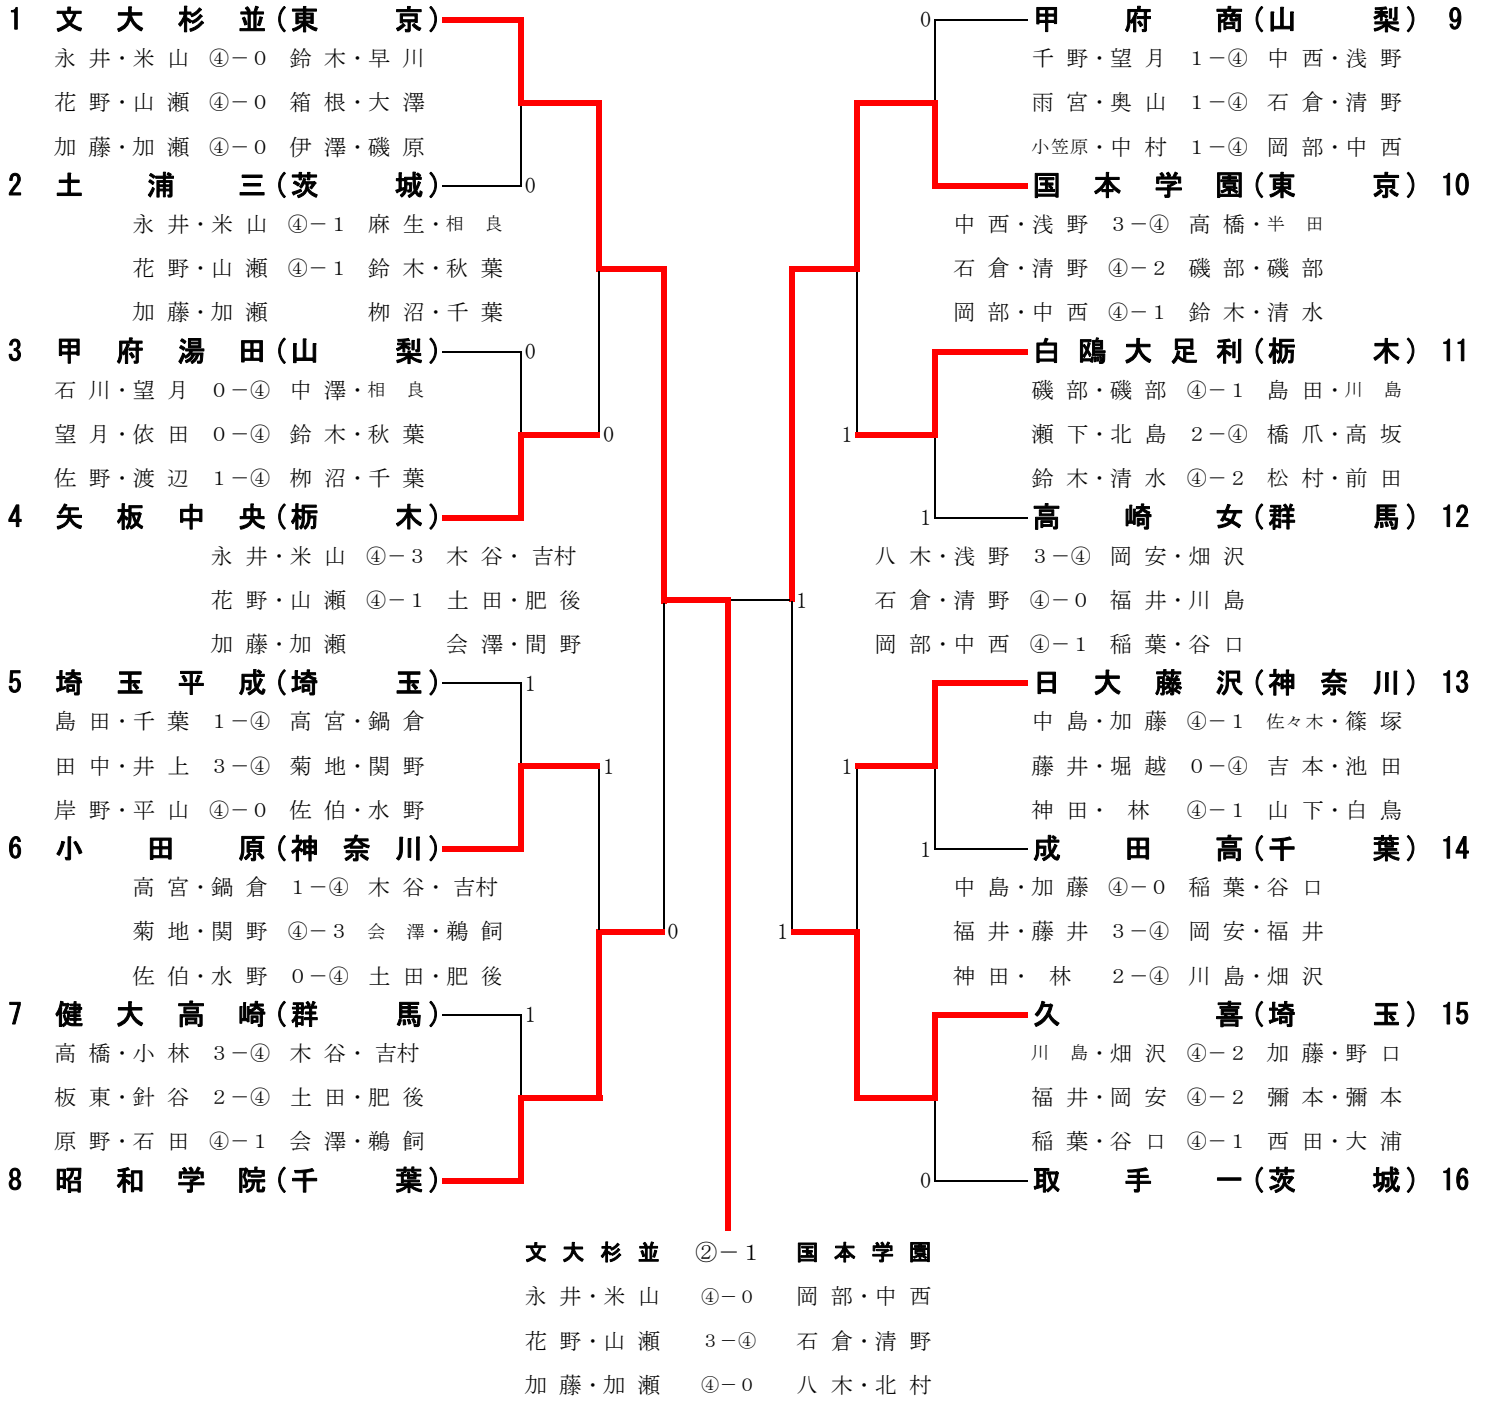 1 文大杉並(東京)
永井・米山 ④-0 鈴木・早川
花野・山瀬 ④-0 箱根・大澤
加藤・加瀬 ④-0 伊澤・磯原
2 土浦三(茨城) 0
永井・米山 ④-1 麻生・相良
花野・山瀬 ④-1 鈴木・秋葉
加藤・加瀬 栁沼・千葉
3 甲府湯田(山梨) 0
石川・望月 0-④ 中澤・相良
望月・依田 0-④ 鈴木・秋葉 0
佐野・渡辺 1-④ 栁沼・千葉
4 矢板中央(栃木)
永井・米山 ④-3 木谷・吉村
花野・山瀬 ④-1 土田・肥後
加藤・加瀬 会澤・間野
5 埼玉平成(埼玉) 1
島田・千葉 1-④ 高宮・鍋倉
田中・井上 3-④ 菊地・関野 1
岸野・平山 ④-0 佐伯・水野
6 小田原(神奈川)
高宮・鍋倉 1-④ 木谷・吉村
菊地・関野 ④-3 会澤・鵜飼 0
佐伯・水野 0-④ 土田・肥後
7 健大高崎(群馬) 1
高橋・小林 3-④ 木谷・吉村
板東・針谷 2-④ 土田・肥後
原野・石田 ④-1 会澤・鵜飼
8 昭和学院(千葉)
0 甲府商(山梨) 9
千野・望月 1-④ 中西・浅野
雨宮・奥山 1-④ 石倉・清野
小笠原・中村 1-④ 岡部・中西
国本学園(東京) 10
中西・浅野 3-④ 高橋・半田
石倉・清野 ④-2 磯部・磯部
岡部・中西 ④-1 鈴木・清水
白鴎大足利(栃木) 11
磯部・磯部 ④-1 島田・川島
1 瀬下・北島 2-④ 橋爪・高坂
鈴木・清水 ④-2 松村・前田
1 高崎女(群馬) 12
八木・浅野 3-④ 岡安・畑沢
1 石倉・清野 ④-0 福井・川島
岡部・中西 ④-1 稲葉・谷口
日大藤沢(神奈川) 13
中島・加藤 ④-1 佐々木・篠塚
1 藤井・堀越 0-④ 吉本・池田
神田・林 ④-1 山下・白鳥
1 成田高(千葉) 14
中島・加藤 ④-0 稲葉・谷口
1 福井・藤井 3-④ 岡安・福井
神田・林 2-④ 川島・畑沢
久喜(埼玉) 15
川島・畑沢 ④-2 加藤・野口
福井・岡安 ④-2 彌本・彌本
稲葉・谷口 ④-1 西田・大浦
0 取手一(茨城) 16
文大杉並 ②-1 国本学園
永井・米山 ④-0 岡部・中西
花野・山瀬 3-④ 石倉・清野
加藤・加瀬 ④-0 八木・北村